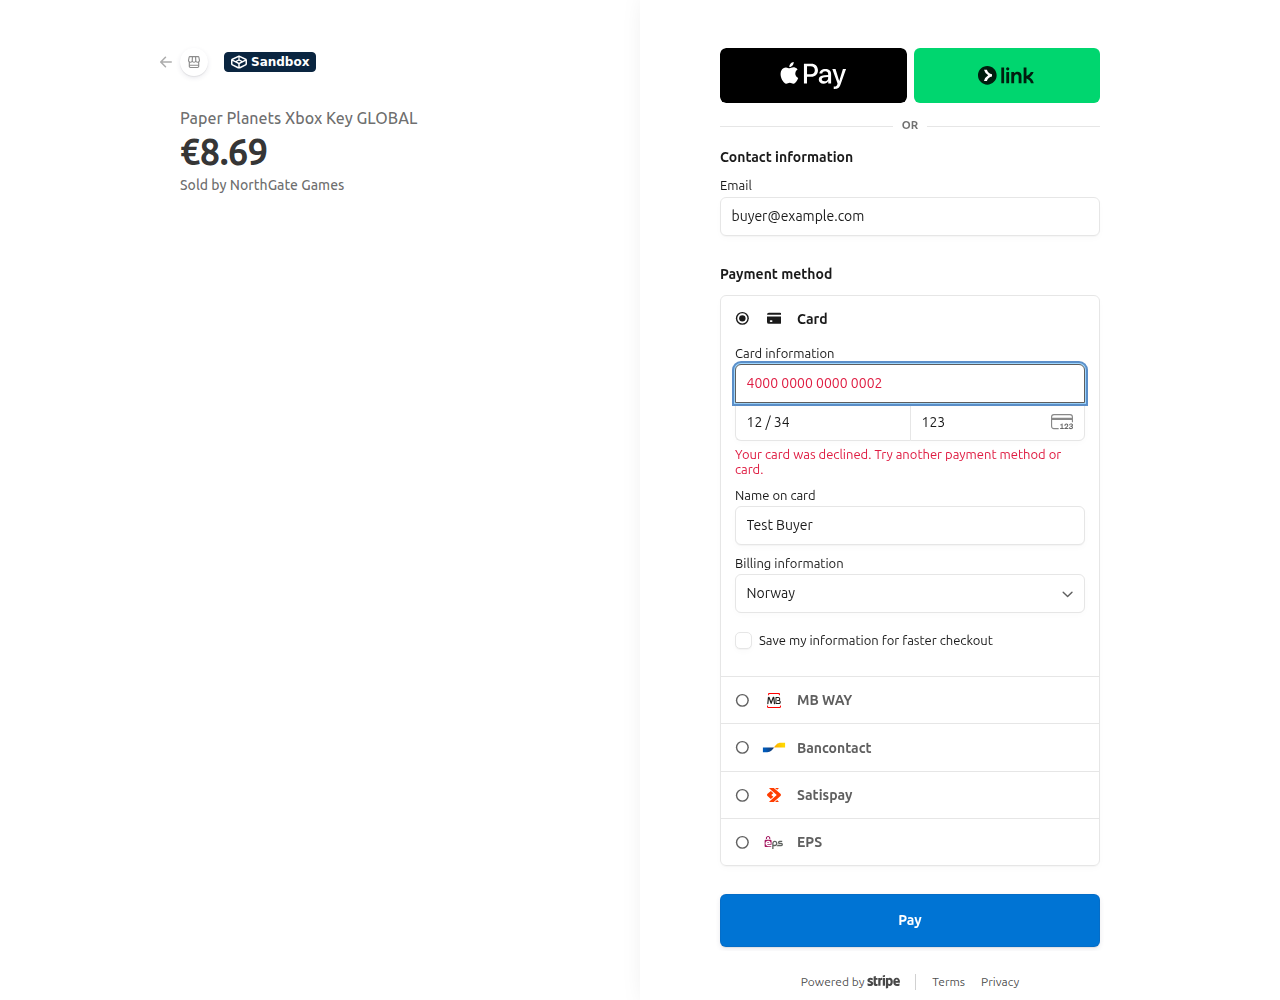 Sandbox
Paper Planets Xbox Key GLOBAL
€8.69
Sold by NorthGate Games
Pay
link
OR
Contact information
Email
buyer@example.com
Payment method
Card
Card information
4000 0000 0000 0002
12 / 34
123
123
Your card was declined. Try another payment method or
card.
Name on card
Test Buyer
Billing information
Norway
Save my information for faster checkout
MB
MB WAY
Bancontact
Satispay
eps
EPS
Pay
Powered by stripe
Terms
Privacy